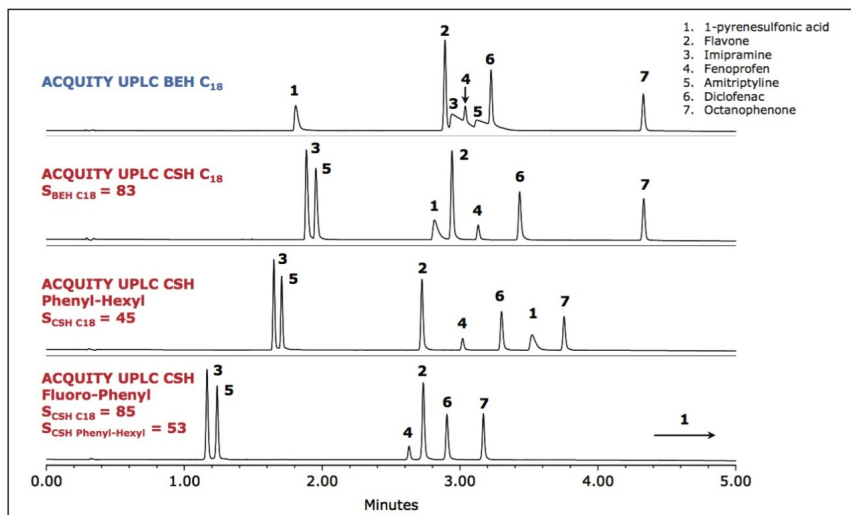 1. 1-pyrenesulfonic acid
2. Flavone
3. Imipramine
4. Fenoprofen
5. Amitriptyline
6. Diclofenac
7. Octanophenone
ACQUITY UPLC BEH C18
1
2
3
4
5
6
7
ACQUITY UPLC CSH C18
SBEH C18 = 83
3
5
1
2
4
6
7
ACQUITY UPLC CSH
Phenyl-Hexyl
SCSH C18 = 45
3
5
2
4
6
1
7
ACQUITY UPLC CSH
Fluoro-Phenyl
SCSH C18 = 85
SCSH Phenyl-Hexyl = 53
3
5
4
2
6
7
1
0.00 1.00 2.00 3.00 4.00 5.00
Minutes